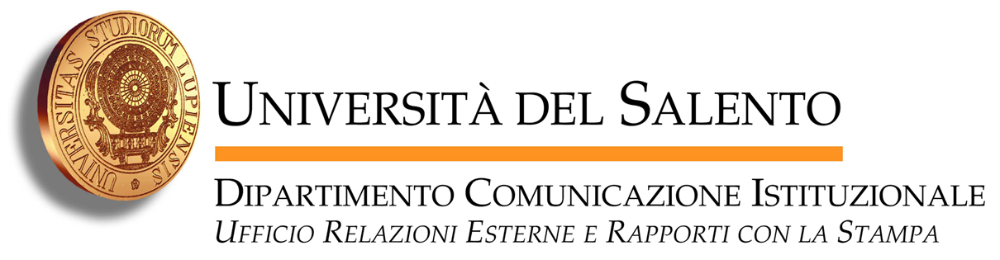 UNIVERSITAS STUDIORUM LUPIENSIS
UNIVERSITÀ DEL SALENTO
DIPARTIMENTO COMUNICAZIONE ISTITUZIONALE
UFFICIO RELAZIONI ESTERNE E RAPPORTI CON LA STAMPA